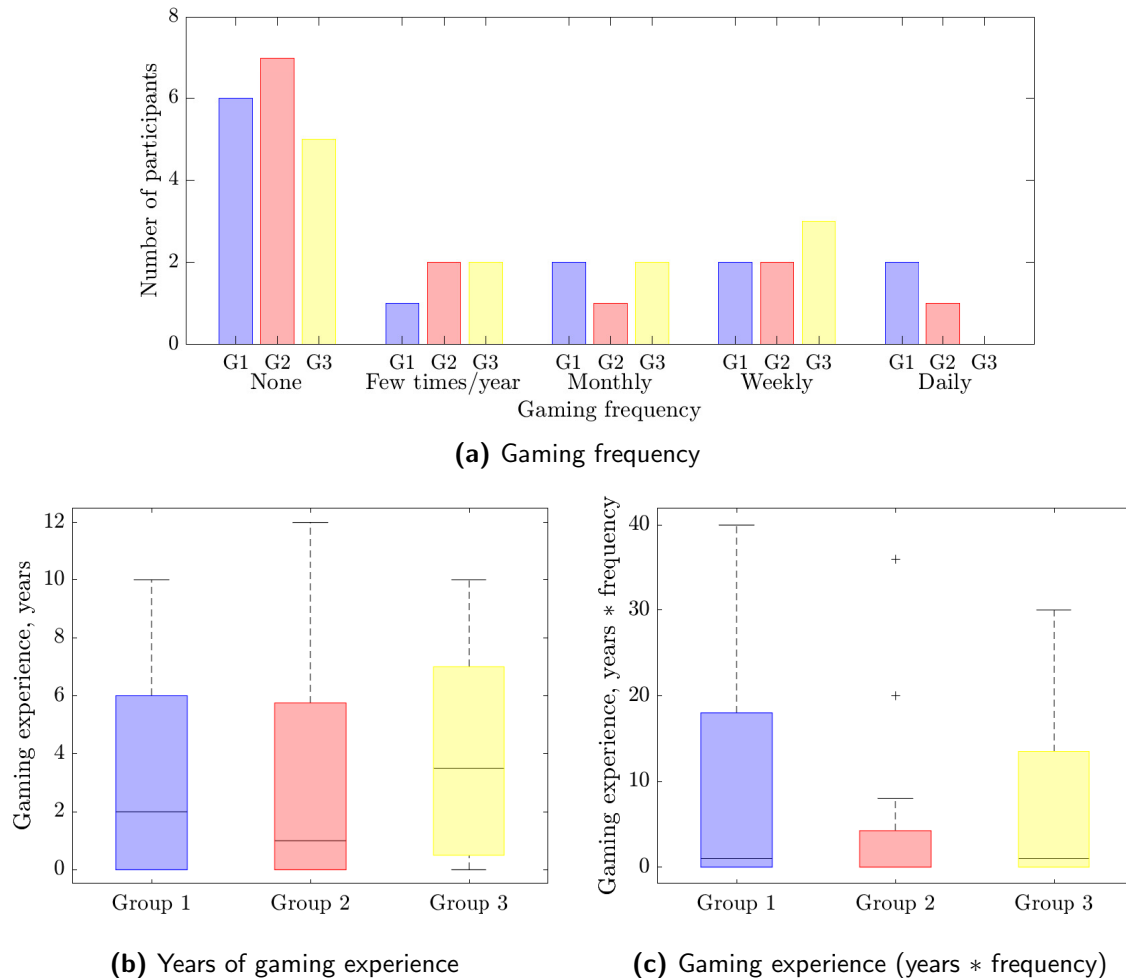 8
6
4
2
0
Number of participants
G1 G2 G3 G1 G2 G3 G1 G2 G3 G1 G2 G3 G1 G2 G3
None Few times/year Monthly Weekly Daily
Gaming frequency
(a) Gaming frequency
12
10
8
6
4
2
0
Gaming experience, years
Group 1 Group 2 Group 3
(b) Years of gaming experience
40
30
20
10
0
Gaming experience, years * frequency
Group 1 Group 2 Group 3
(c) Gaming experience (years * frequency)